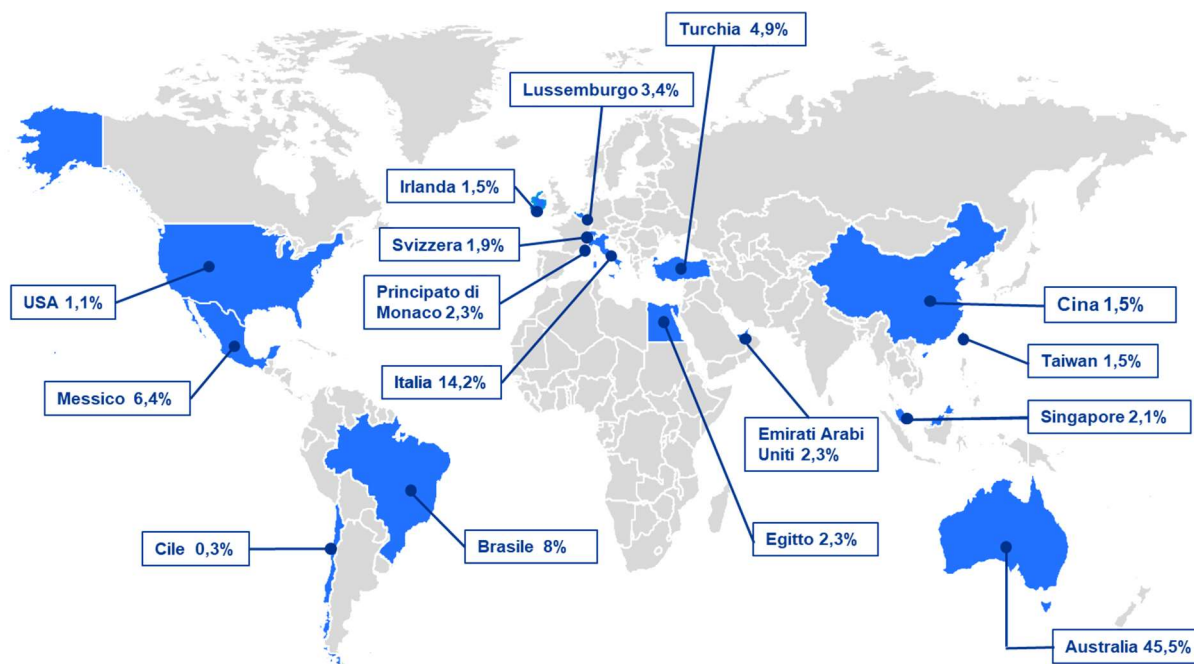 Turchia 4,9%
Lussemburgo 3,4%
Irlanda 1,5%
Svizzera 1,9%
USA 1,1%
Principato di
Monaco 2,3%
Cina 1,5%
Taiwan 1,5%
Messico 6,4%
Italia 14,2%
Singapore 2,1%
Emirati Arabi
Uniti 2,3%
Cile 0,3%
Brasile 8%
Egitto 2,3%
Australia 45,5%